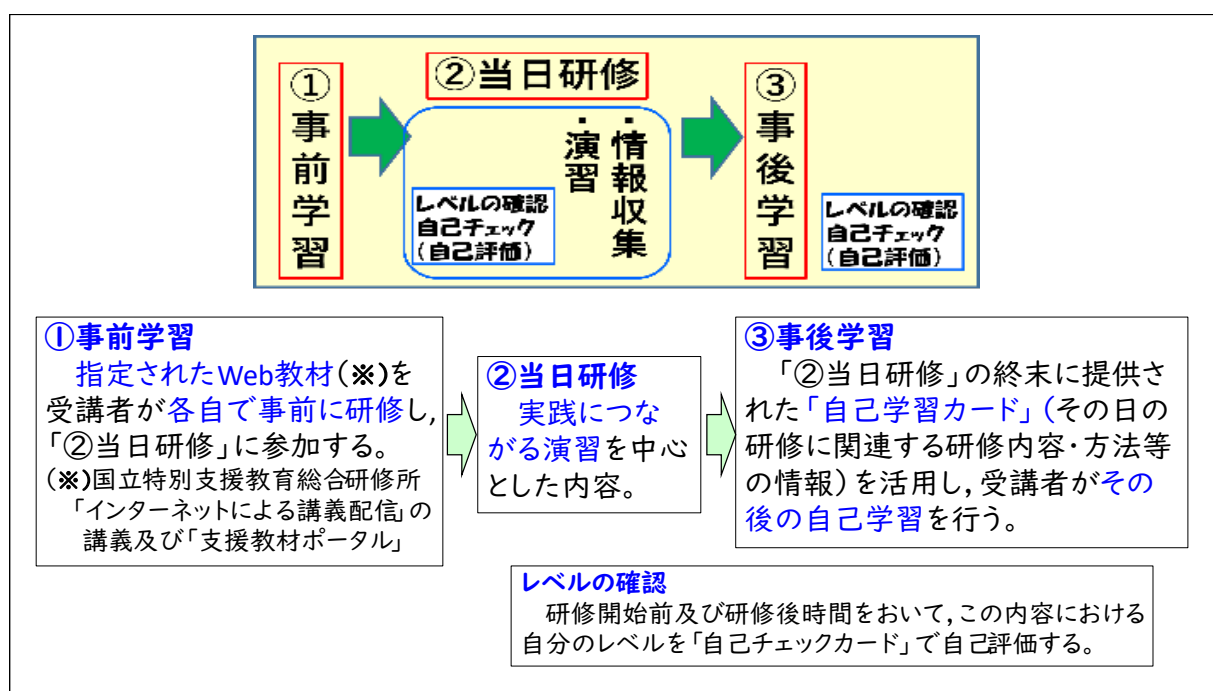 ①事前学習
②当日研修
・情報収集
・演習
レベルの確認
自己チェック
(自己評価)
③事後学習
レベルの確認
自己チェック
(自己評価)
①事前学習
指定されたWeb教材(※)を
受講者が各自で事前に研修し,
「②当日研修」に参加する。
(※)国立特別支援教育総合研究所
「インターネットによる講義配信」の
講義及び「支援教材ポータル」
②当日研修
実践につな
がる演習を中心
とした内容。
③事後学習
「②当日研修」の終末に提供さ
れた「自己学習カード」(その日の
研修に関連する研修内容・方法等
の情報)を活用し,受講者がその
後の自己学習を行う。
レベルの確認
研修開始前及び研修後時間をおいて,この内容における
自分のレベルを「自己チェックカード」で自己評価する。